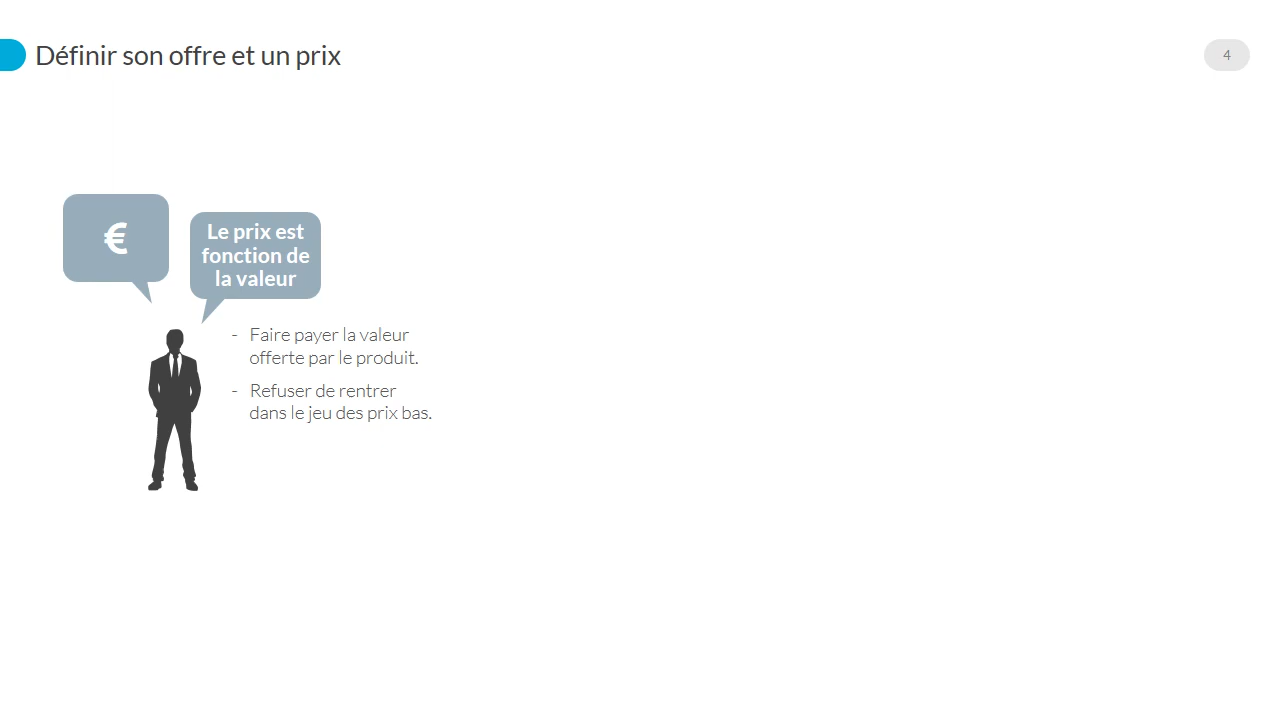 Définir son offre et un prix
4
€
Le prix est
fonction de
la valeur
- Faire payer la valeur
offerte par le produit.
- Refuser de rentrer
dans le jeu des prix bas.